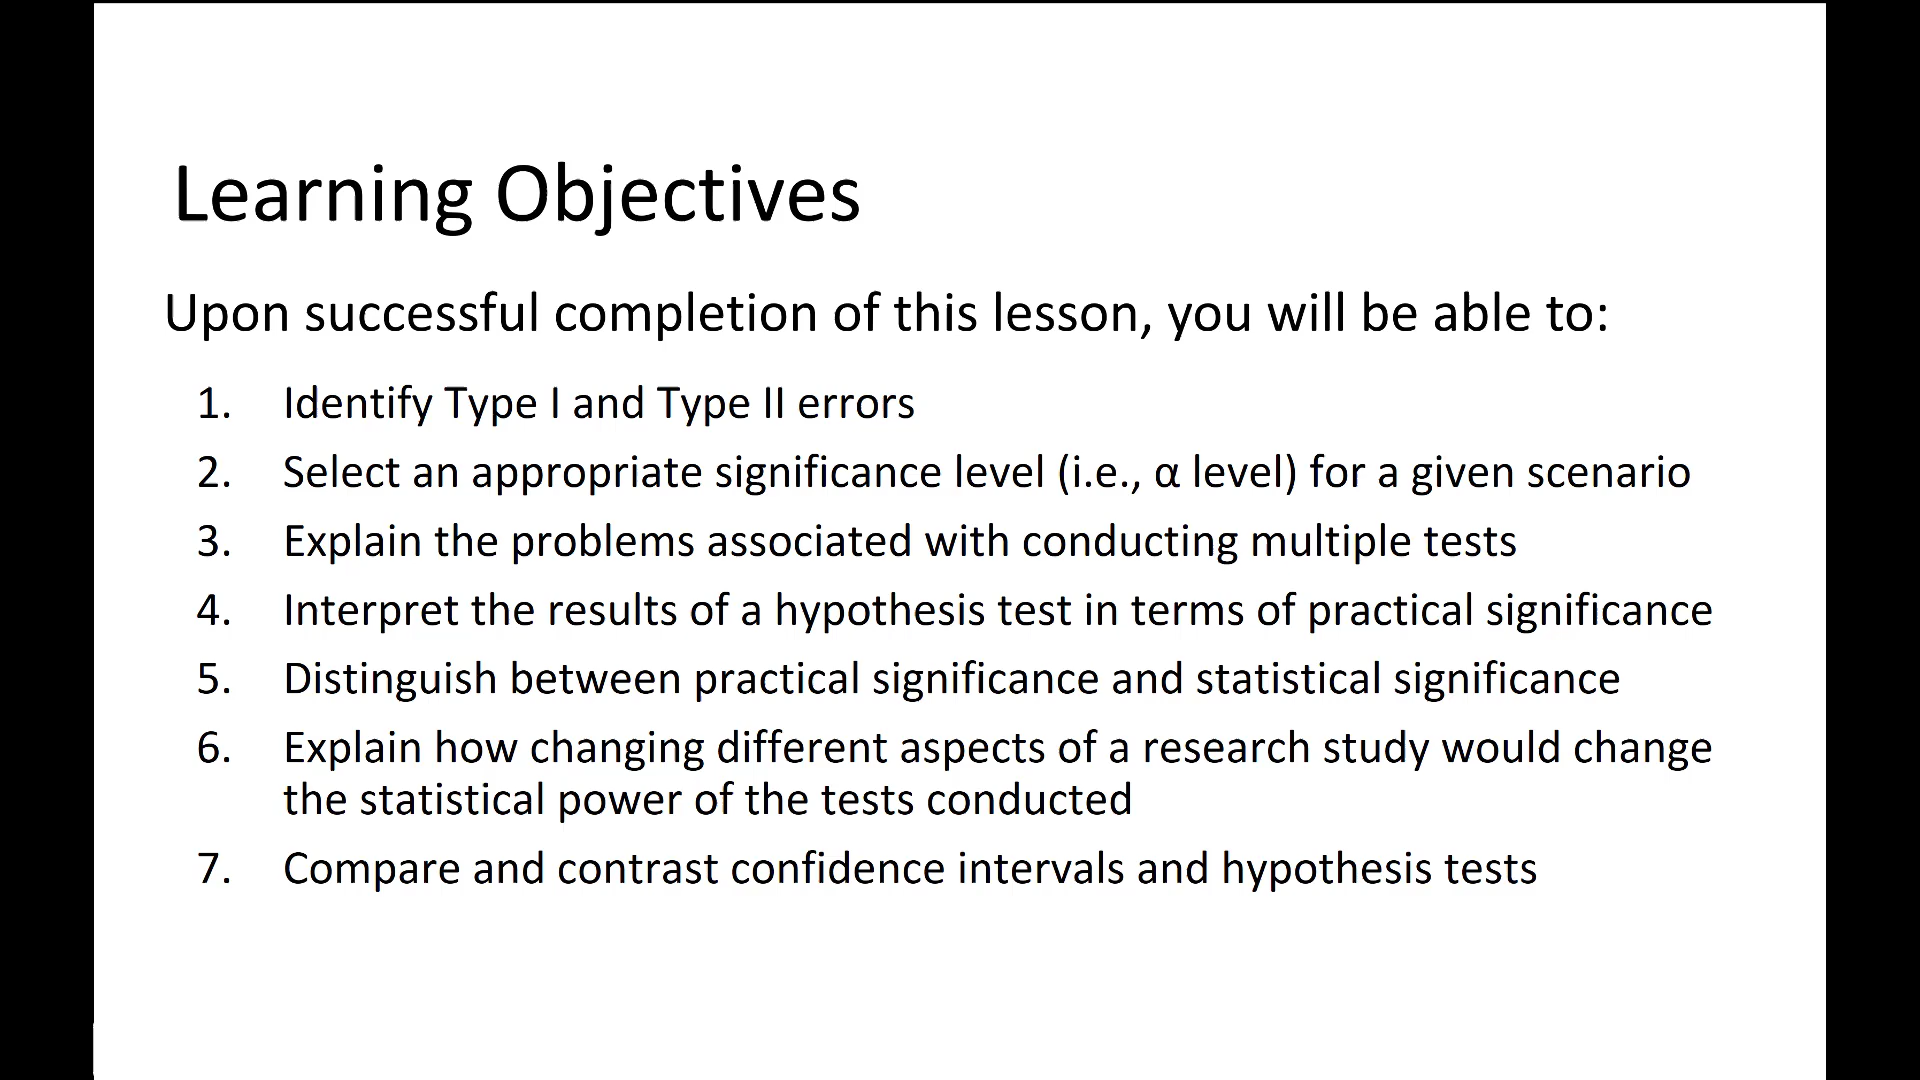 Learning Objectives
Upon successful completion of this lesson, you will be able to:
1. Identify Type I and Type II errors
2. Select an appropriate significance level (i.e., α level) for a given scenario
3. Explain the problems associated with conducting multiple tests
4. Interpret the results of a hypothesis test in terms of practical significance
5. Distinguish between practical significance and statistical significance
6. Explain how changing different aspects of a research study would change
the statistical power of the tests conducted
7. Compare and contrast confidence intervals and hypothesis tests